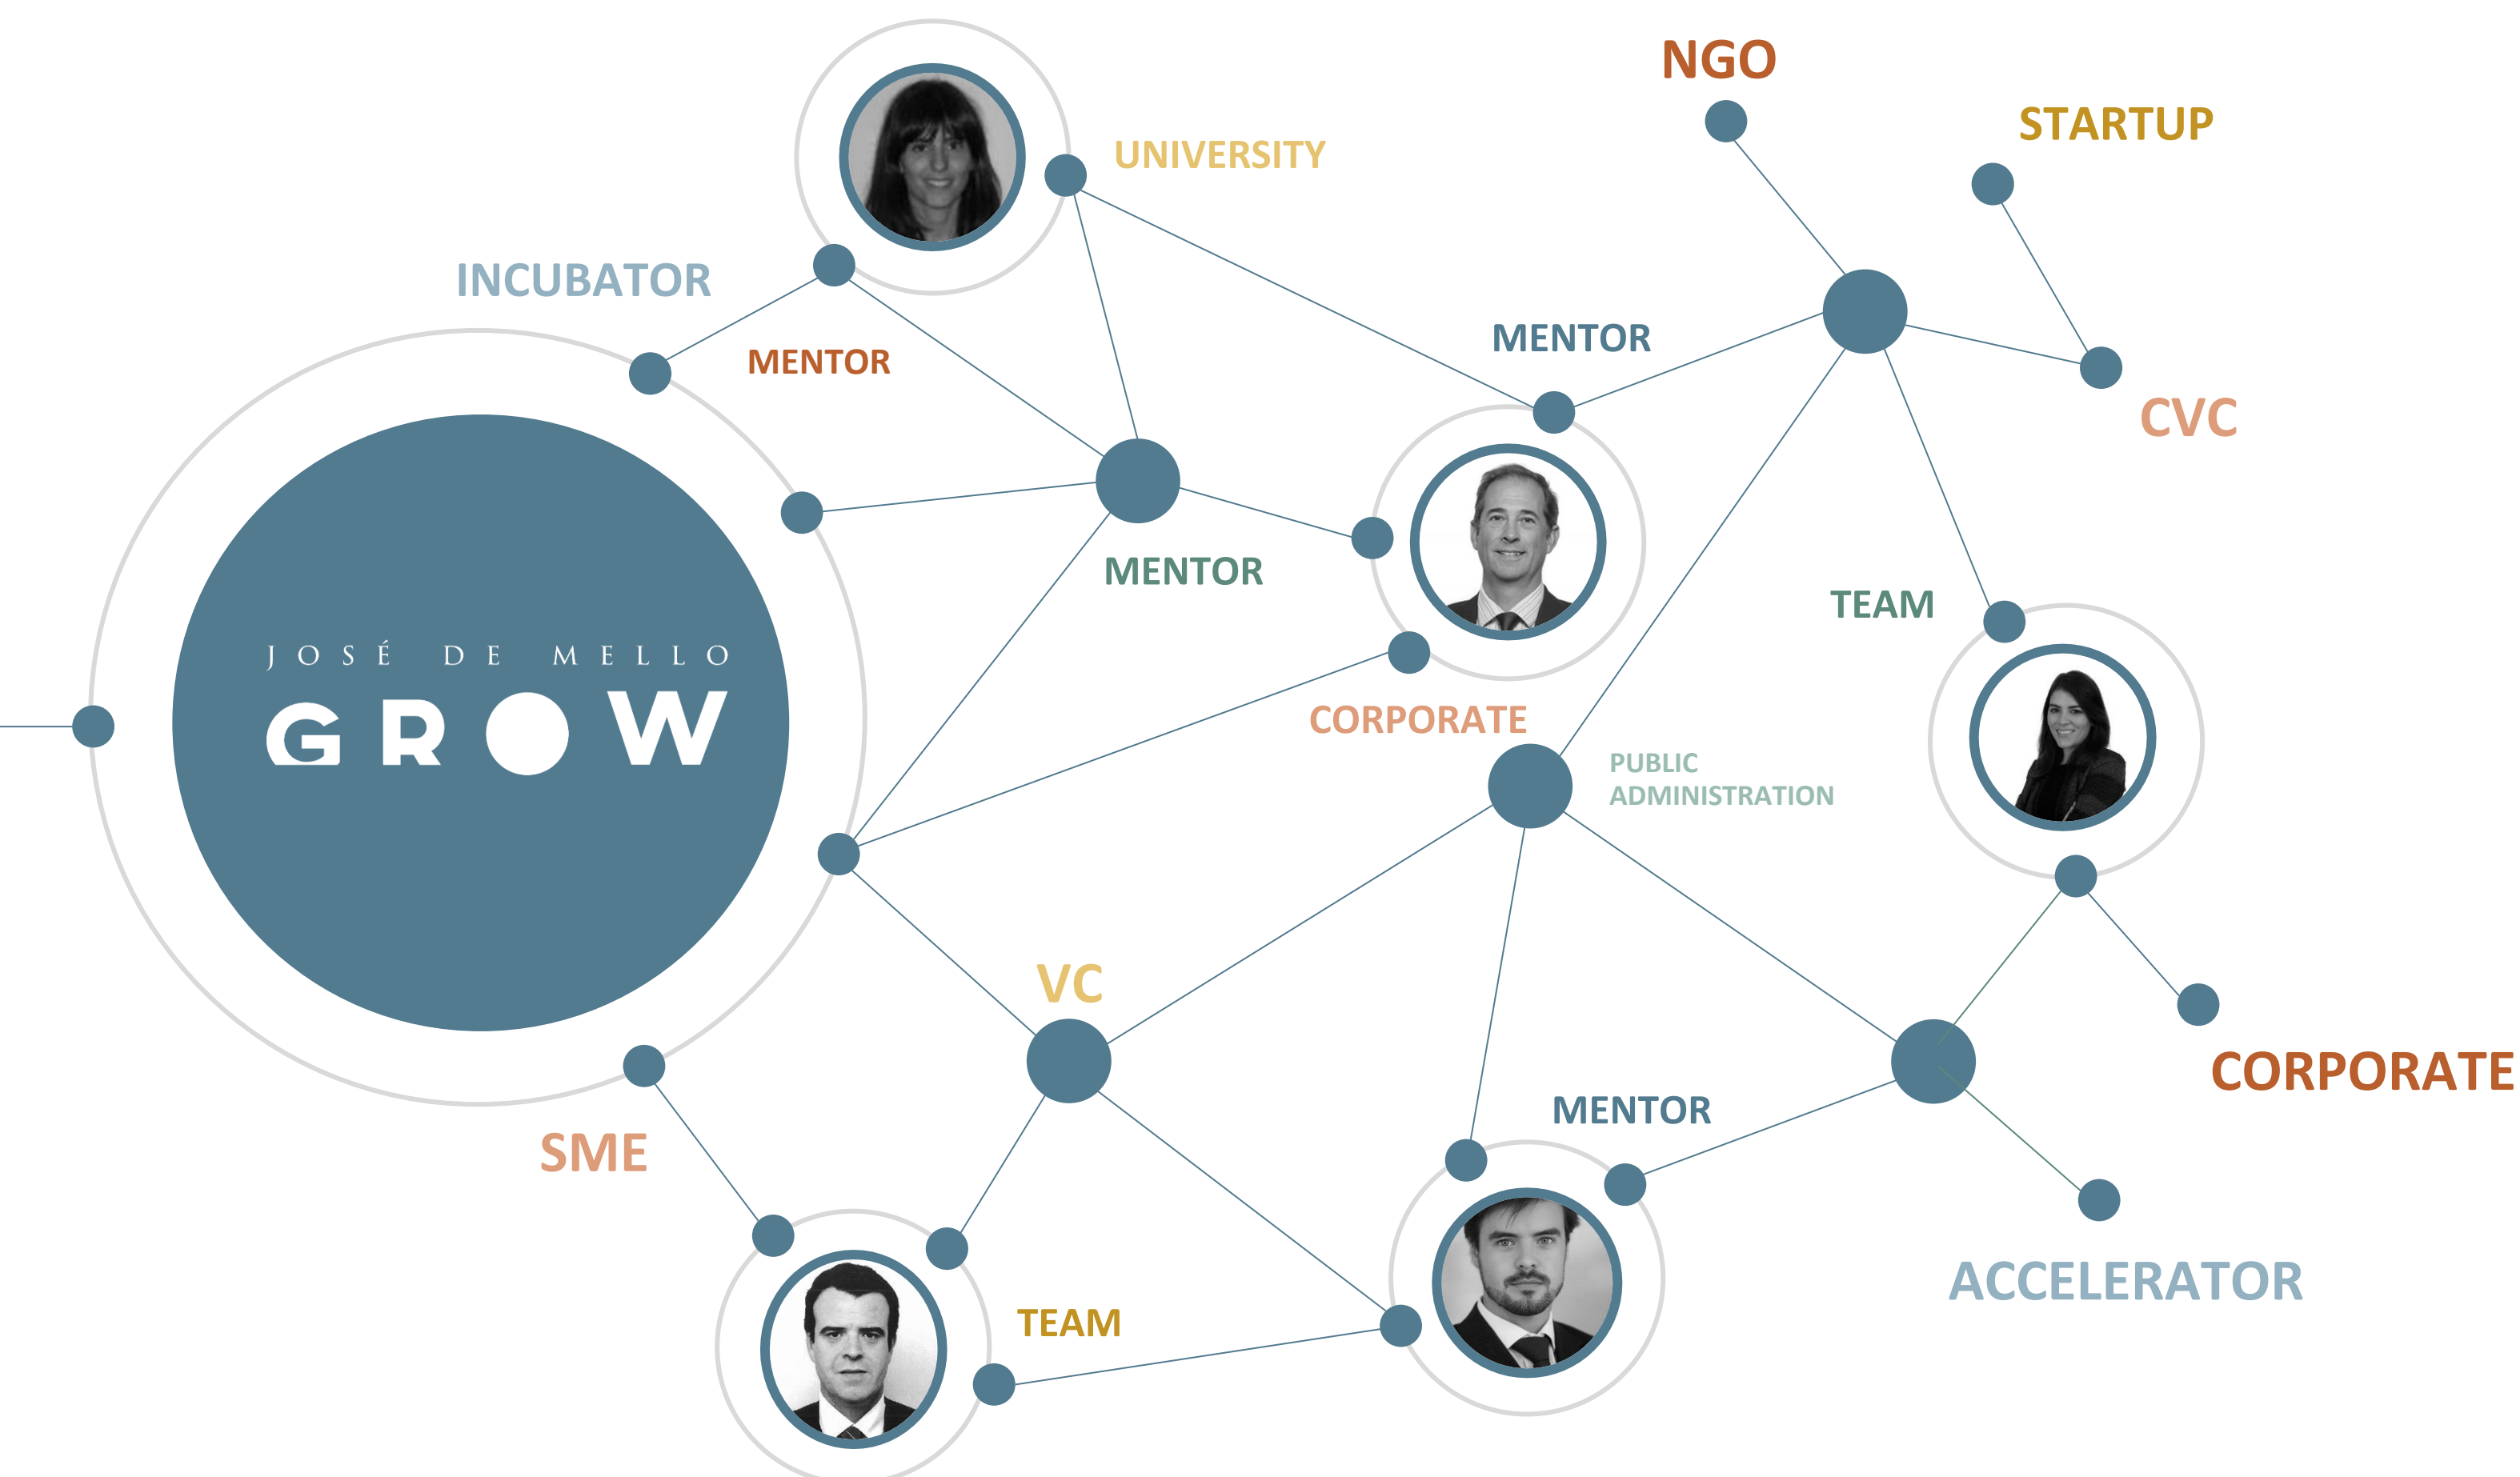 NGO
STARTUP
UNIVERSITY
INCUBATOR
MENTOR
MENTOR
CVC
MENTOR
TEAM
JOSÉ DE MELLO
GROW
CORPORATE
PUBLIC
ADMINISTRATION
VC
CORPORATE
MENTOR
SME
ACCELERATOR
TEAM